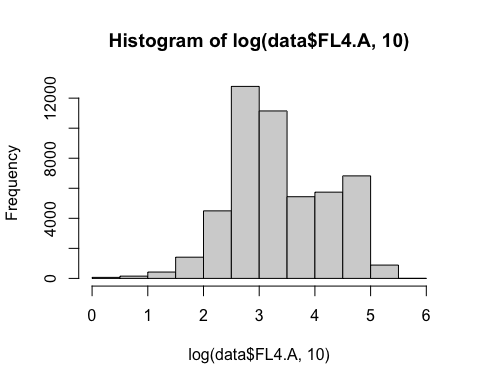 Histogram of log(data$FL4.A, 10)
Frequency
12000
8000
4000
0
0 1 2 3 4 5 6
log(data$FL4.A, 10)